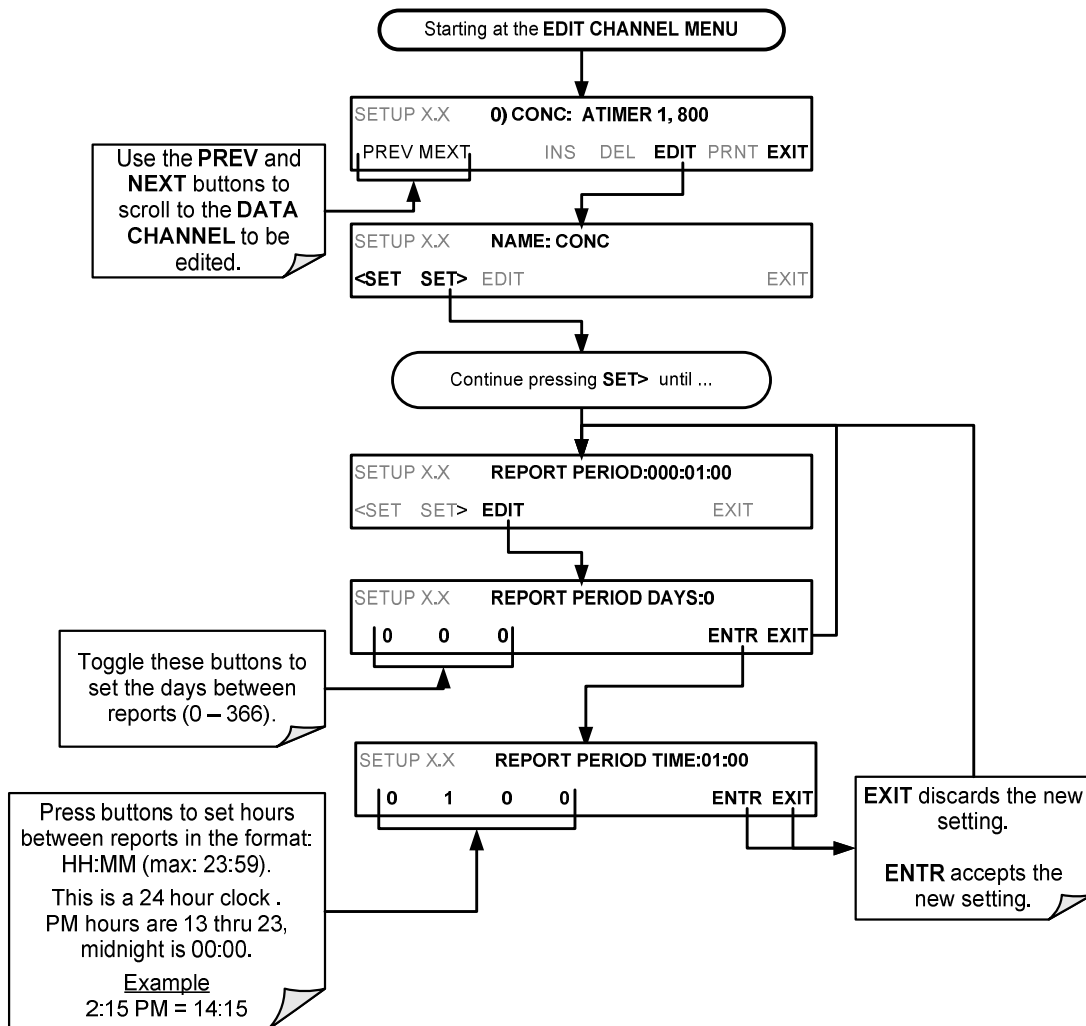 Starting at the EDIT CHANNEL MENU
SETUP X.X 0) CONC: ATIMER 1, 800
PREV MEXT INS DEL EDIT PRNT EXIT
Use the PREV and
NEXT buttons to
scroll to the DATA
CHANNEL to be
edited.
SETUP X.X NAME: CONC
<SET SET> EDIT EXIT
Continue pressing SET> until ...
SETUP X.X REPORT PERIOD:000:01:00
<SET SET> EDIT EXIT
SETUP X.X REPORT PERIOD DAYS:0
0 0 0 ENTR EXIT
Toggle these buttons to
set the days between
reports (0 – 366).
SETUP X.X REPORT PERIOD TIME:01:00
0 1 0 0 ENTR EXIT
Press buttons to set hours
between reports in the format:
HH:MM (max: 23:59).
This is a 24 hour clock .
PM hours are 13 thru 23,
midnight is 00:00.
Example
2:15 PM = 14:15
EXIT discards the new
setting.
ENTR accepts the
new setting.